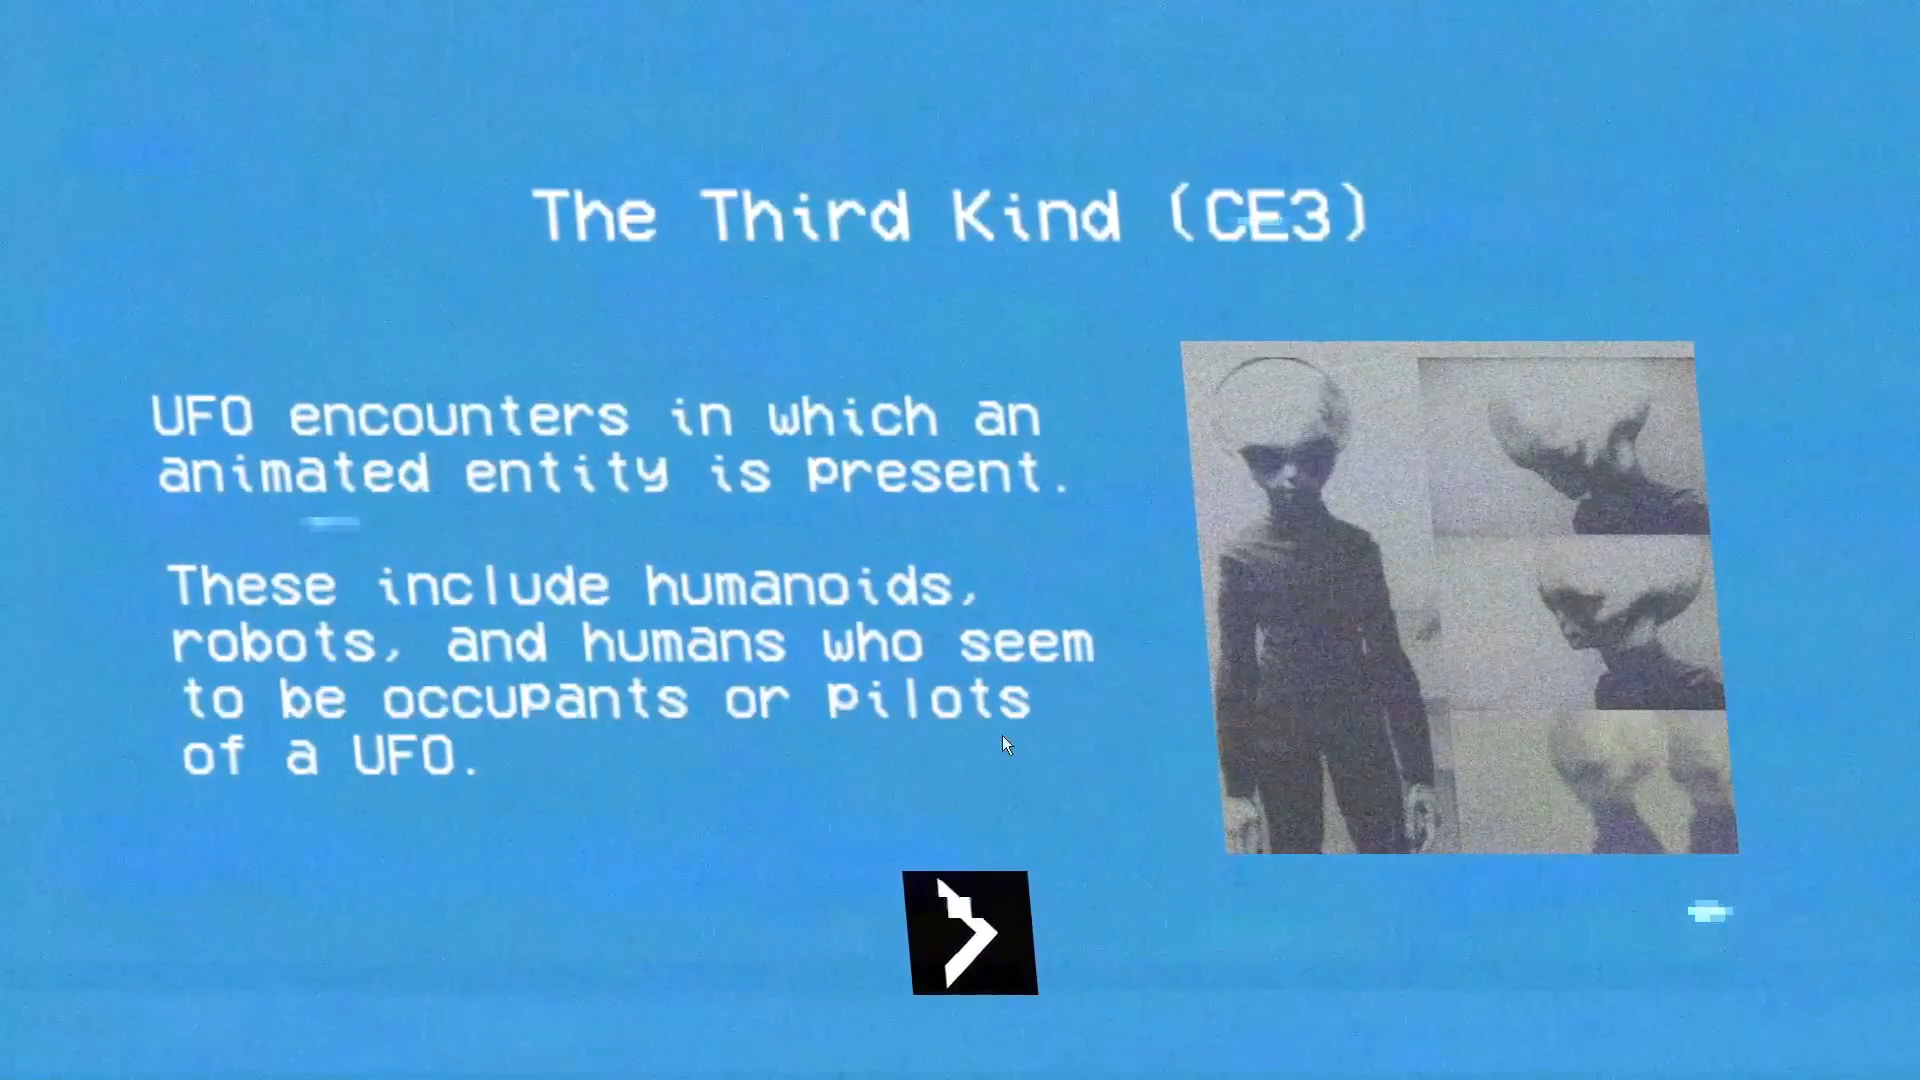 The Third Kind (CE3)
UFO encounters in which an
animated entity is present.
These include humanoids,
robots, and humans who seem
to be occupants or pilots
of a UFO.